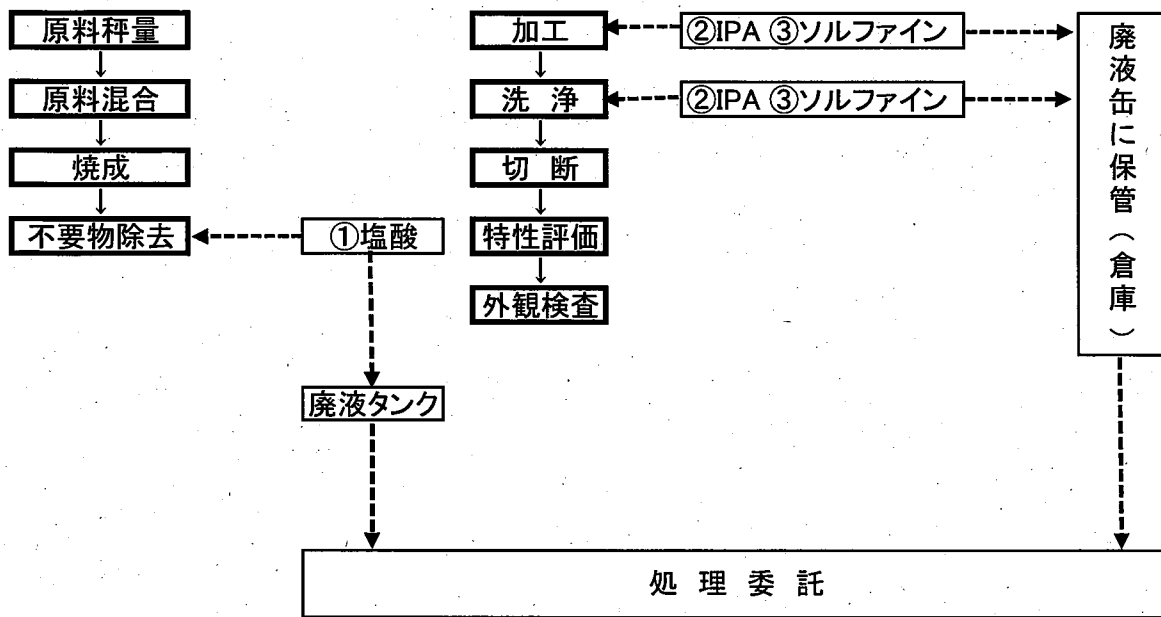 原料秤量
原料混合
焼成
不要物除去
①塩酸
廃液タンク
加工
洗 浄
切 断
特性評価
外観検査
②IPA ③ソルファイン
②IPA ③ソルファイン
廃液缶に保管(倉庫)
処 理 委 託